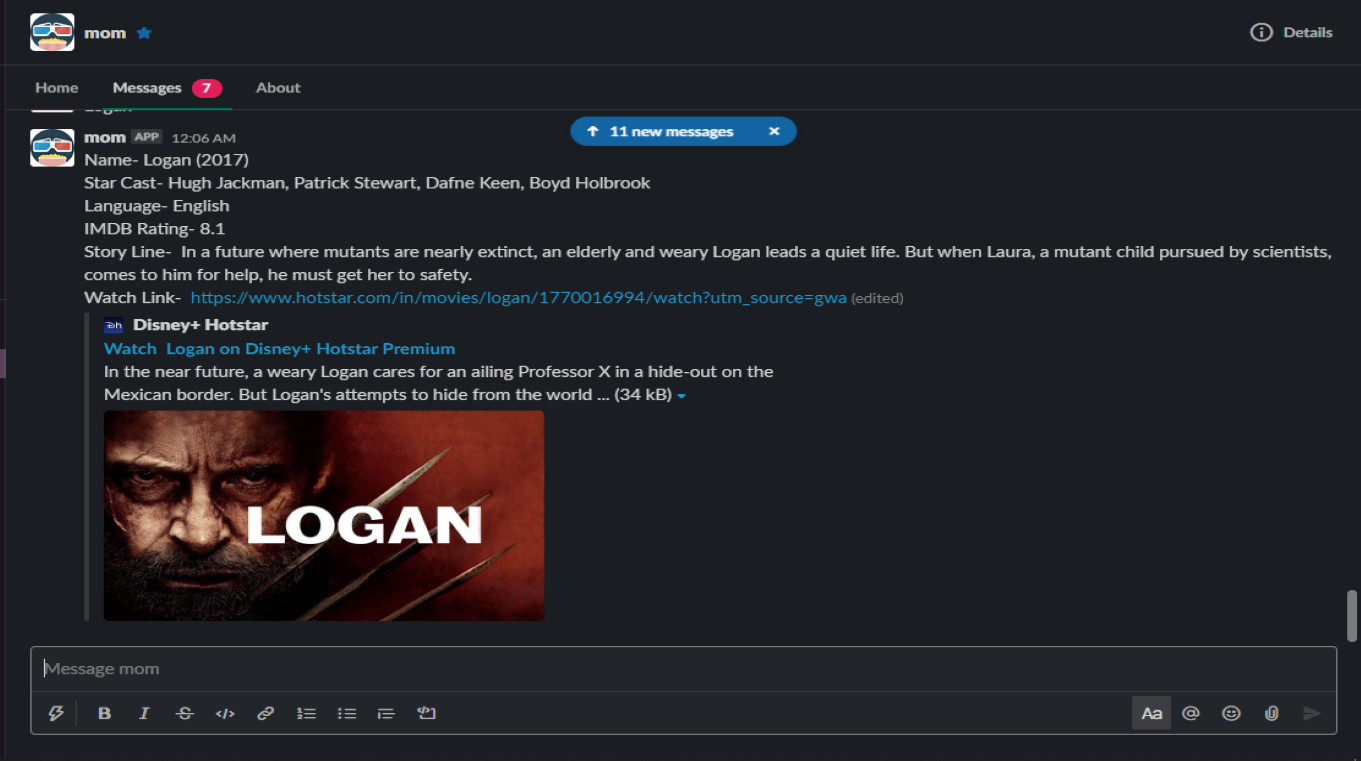 mom
Details
Home
Messages 7
About
Logan
11 new messages
mom APP 12:06 AM
Name- Logan (2017)
Star Cast- Hugh Jackman, Patrick Stewart, Dafne Keen, Boyd Holbrook
Language- English
IMDB Rating- 8.1
Story Line- In a future where mutants are nearly extinct, an elderly and weary Logan leads a quiet life. But when Laura, a mutant child pursued by scientists,
comes to him for help, he must get her to safety.
Watch Link- https://www.hotstar.com/in/movies/logan/1770016994/watch?utm_source=gwa (edited)
Disney+ Hotstar
Watch Logan on Disney+ Hotstar Premium
In the near future, a weary Logan cares for an ailing Professor X in a hide-out on the
Mexican border. But Logan's attempts to hide from the world ... (34 kB)
LOGAN
Message mom
B I S </> Aa @